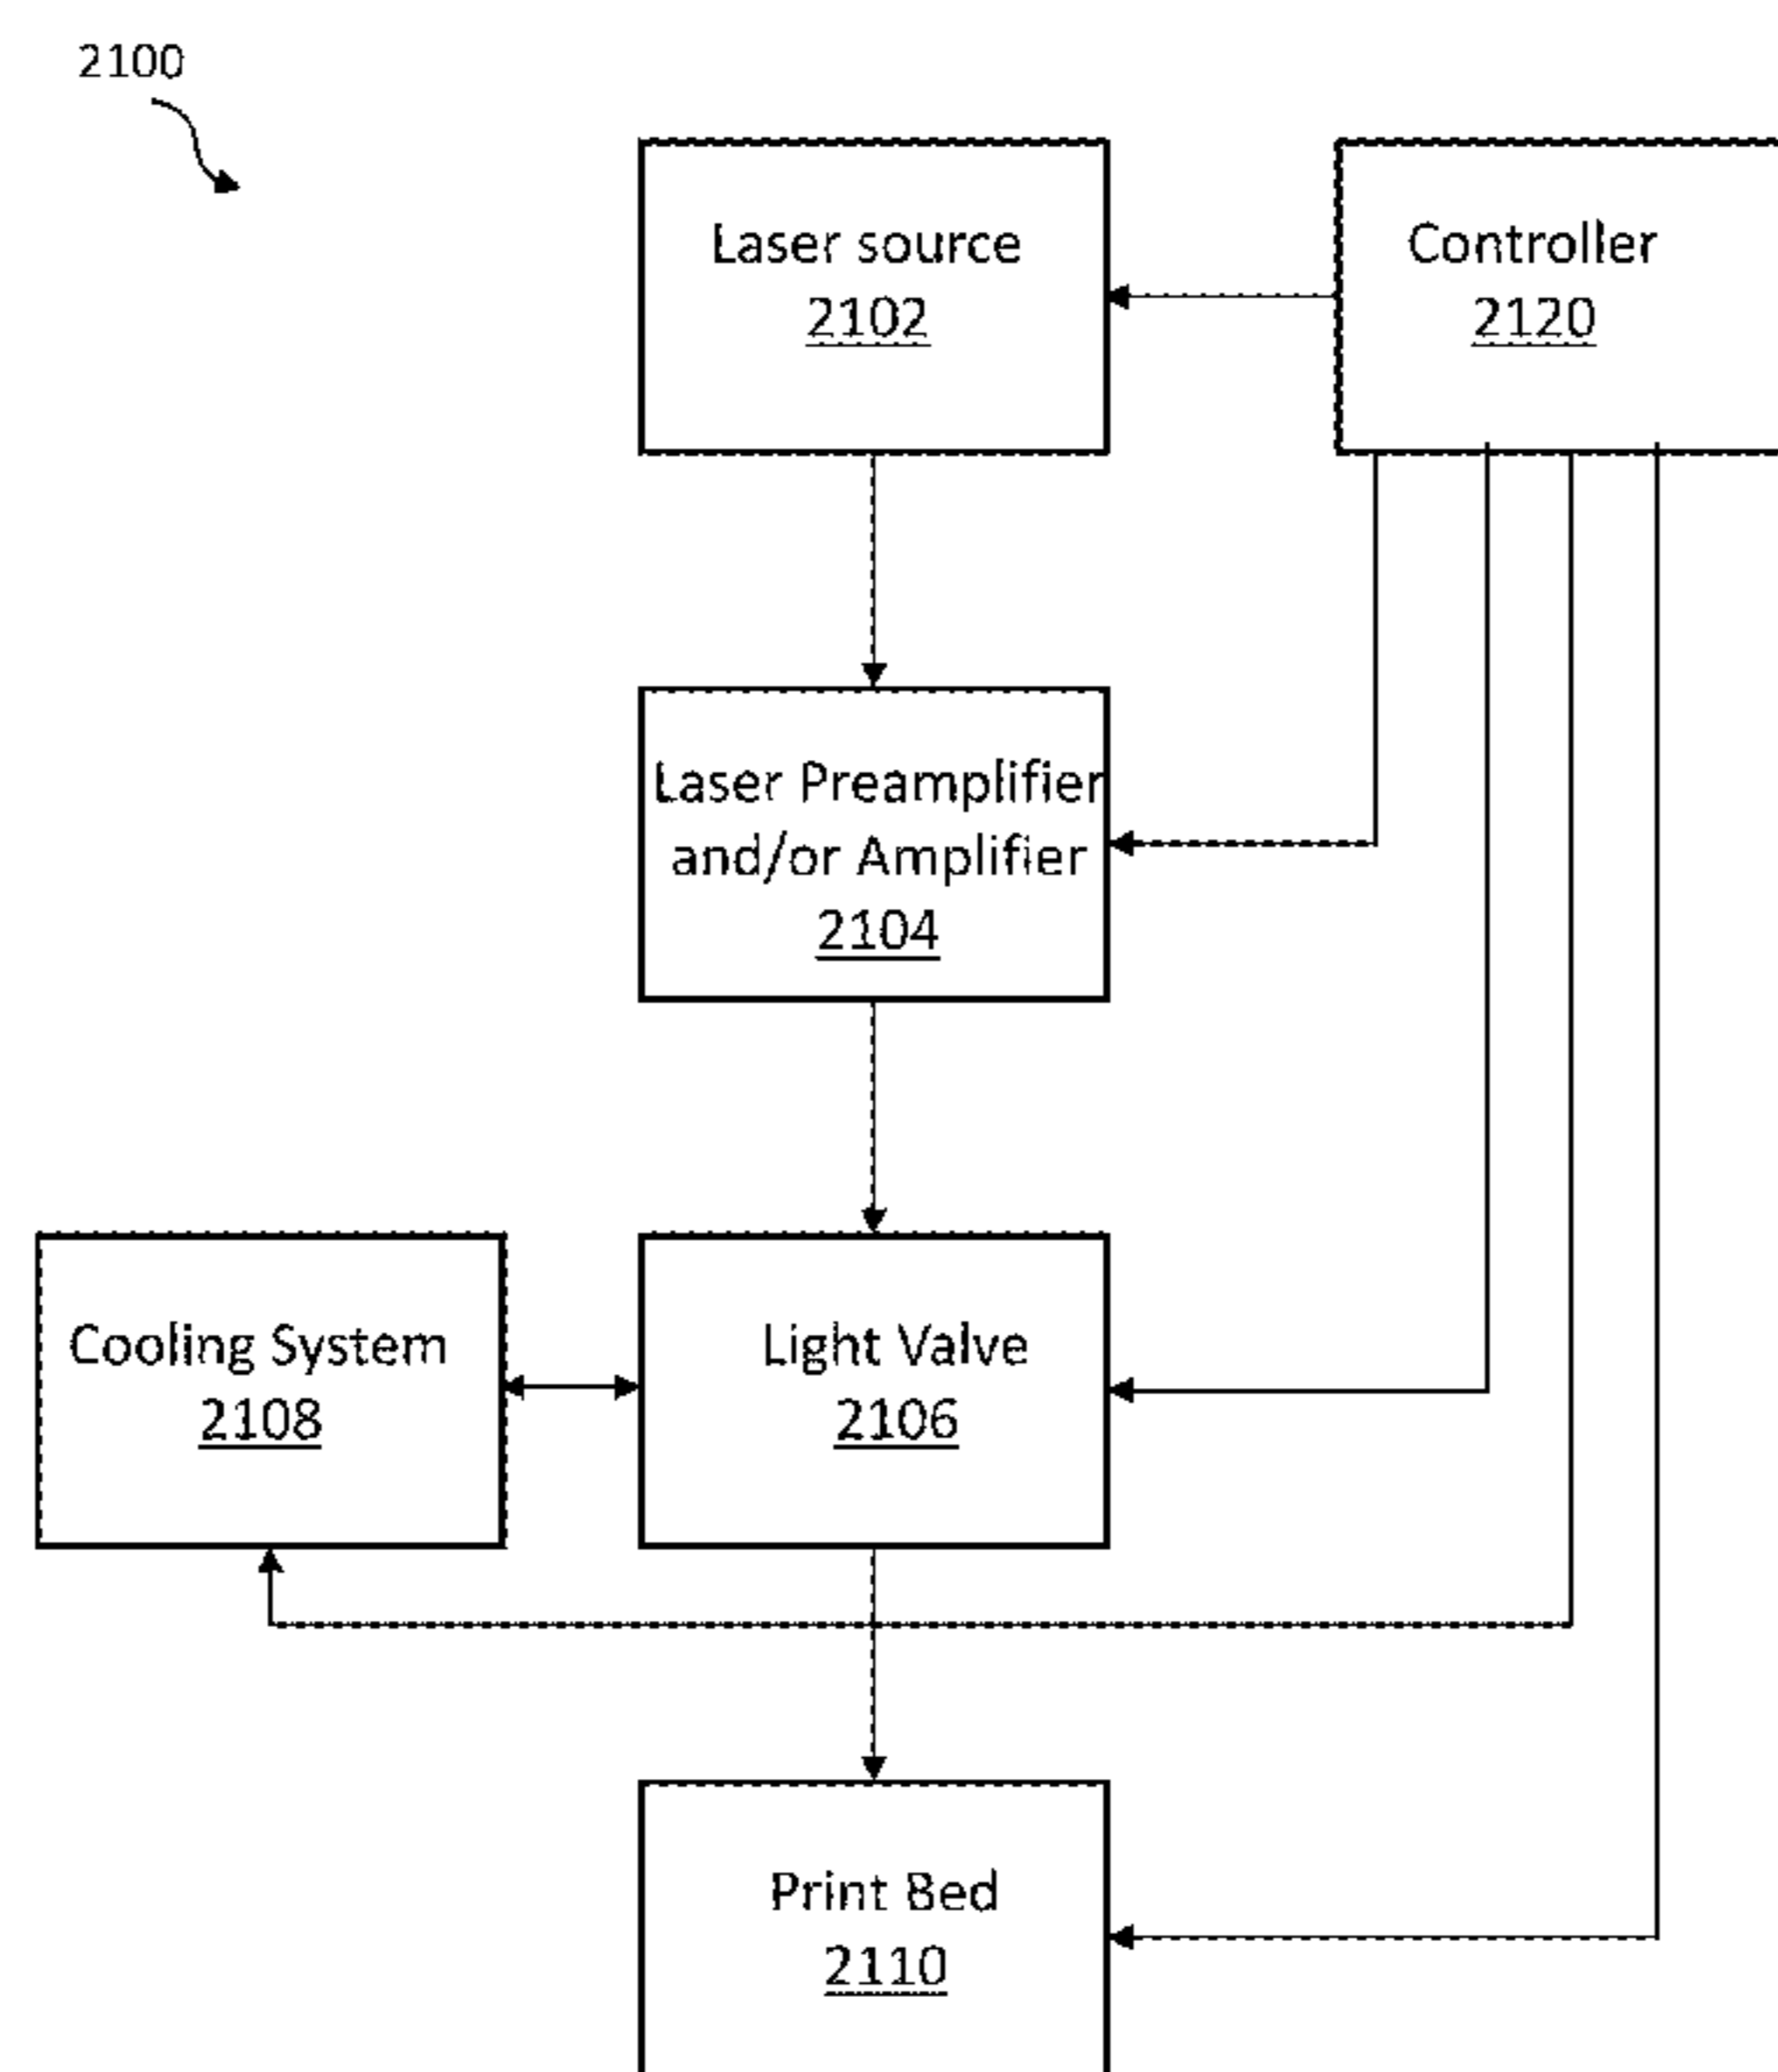 2100
Laser source
2102
Controller
2120
Laser Preamplifier
and/or Amplifier
2104
Cooling System
2108
Light Valve
2106
Print Bed
2110